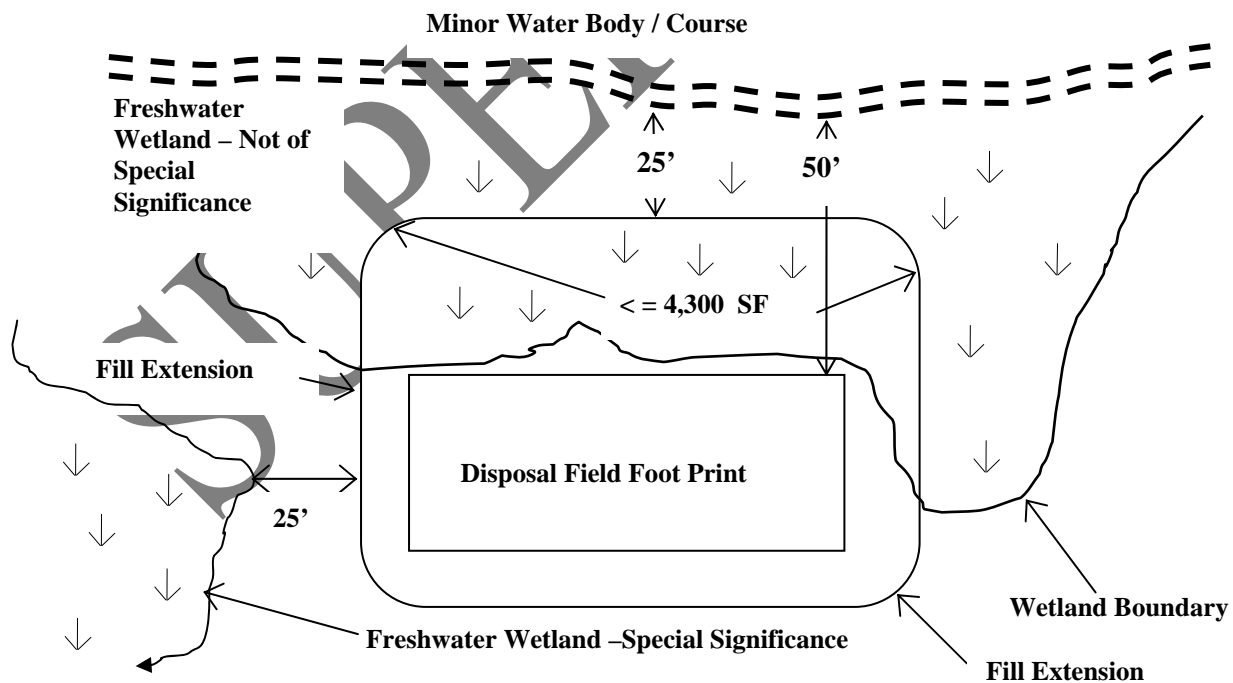 Minor Water Body / Course
Freshwater
Wetland – Not of
Special
Significance
25’
50’
< = 4,300 SF
Fill Extension
Disposal Field Foot Print
25’
Wetland Boundary
Freshwater Wetland –Special Significance
Fill Extension